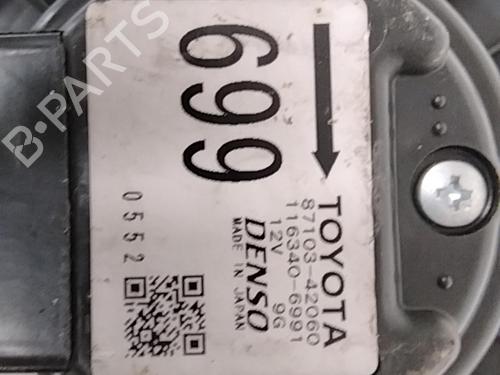 699
TOYOTA
87103-42060
116340-6991
12V 9G
DENSO
MADE IN JAPAN
0552
B-PARTS